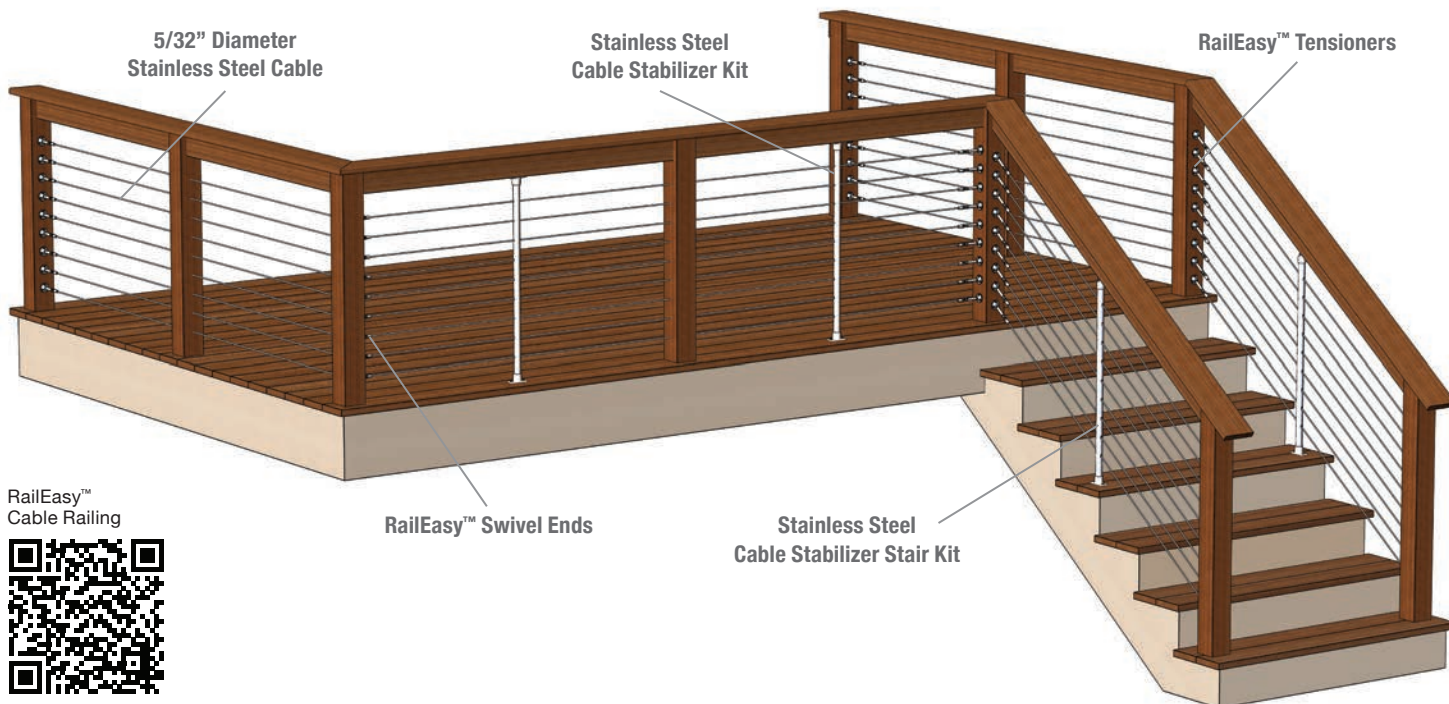 5/32” Diameter
Stainless Steel Cable
Stainless Steel
Cable Stabilizer Kit
RailEasy™ Tensioners
RailEasy™
Cable Railing
RailEasy™ Swivel Ends
Stainless Steel
Cable Stabilizer Stair Kit